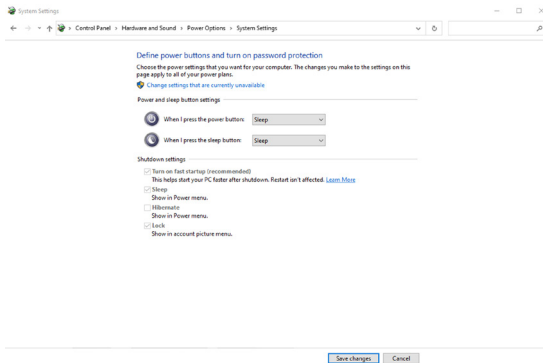 System Settings
Control Panel > Hardware and Sound > Power Options > System Settings
Define power buttons and turn on password protection
Choose the power settings that you want for your computer. The changes you make to the settings on this
page apply to all of your power plans.
Change settings that are currently unavailable
Power and sleep button settings
When I press the power button: Sleep
When I press the sleep button: Sleep
Shutdown settings
Turn on fast startup (recommended)
This helps start your PC faster after shutdown. Restart isn't affected. Learn More
Sleep
Show in Power menu.
Hibernate
Show in Power menu.
Lock
Show in account picture menu.
Save changes Cancel